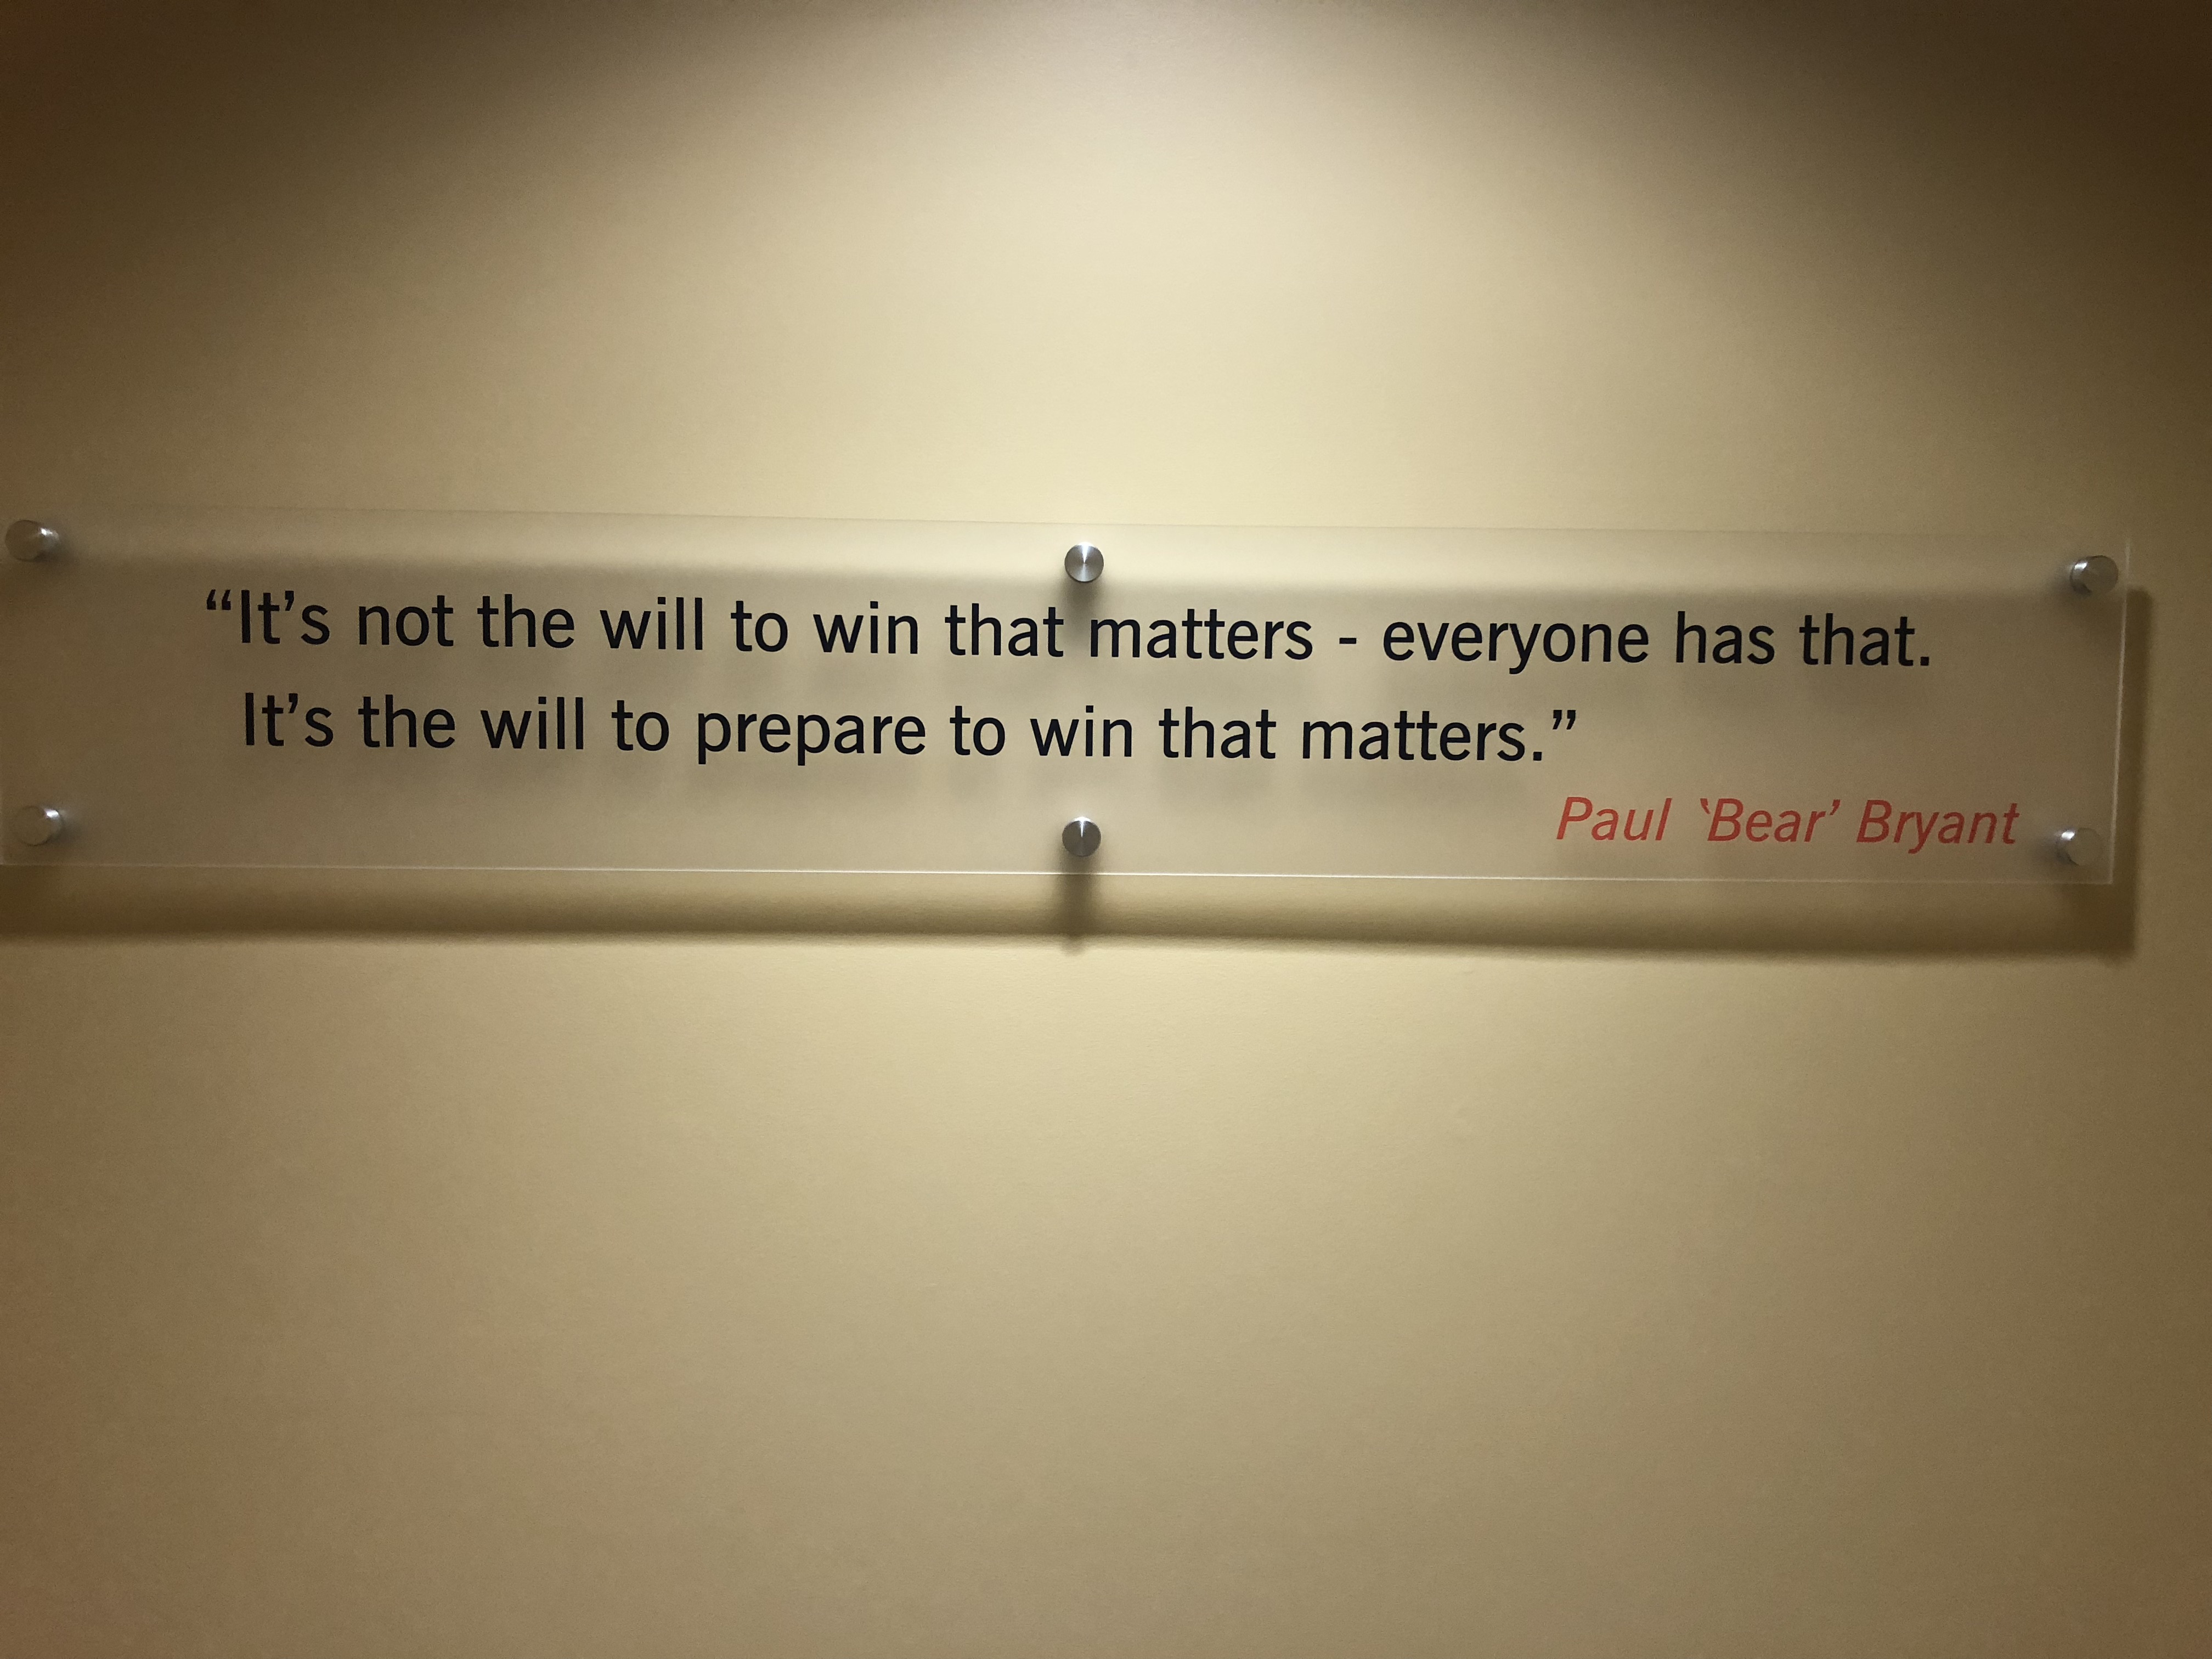 “It’s not the will to win that matters - everyone has that.
It’s the will to prepare to win that matters.”
Paul ‘Bear’ Bryant